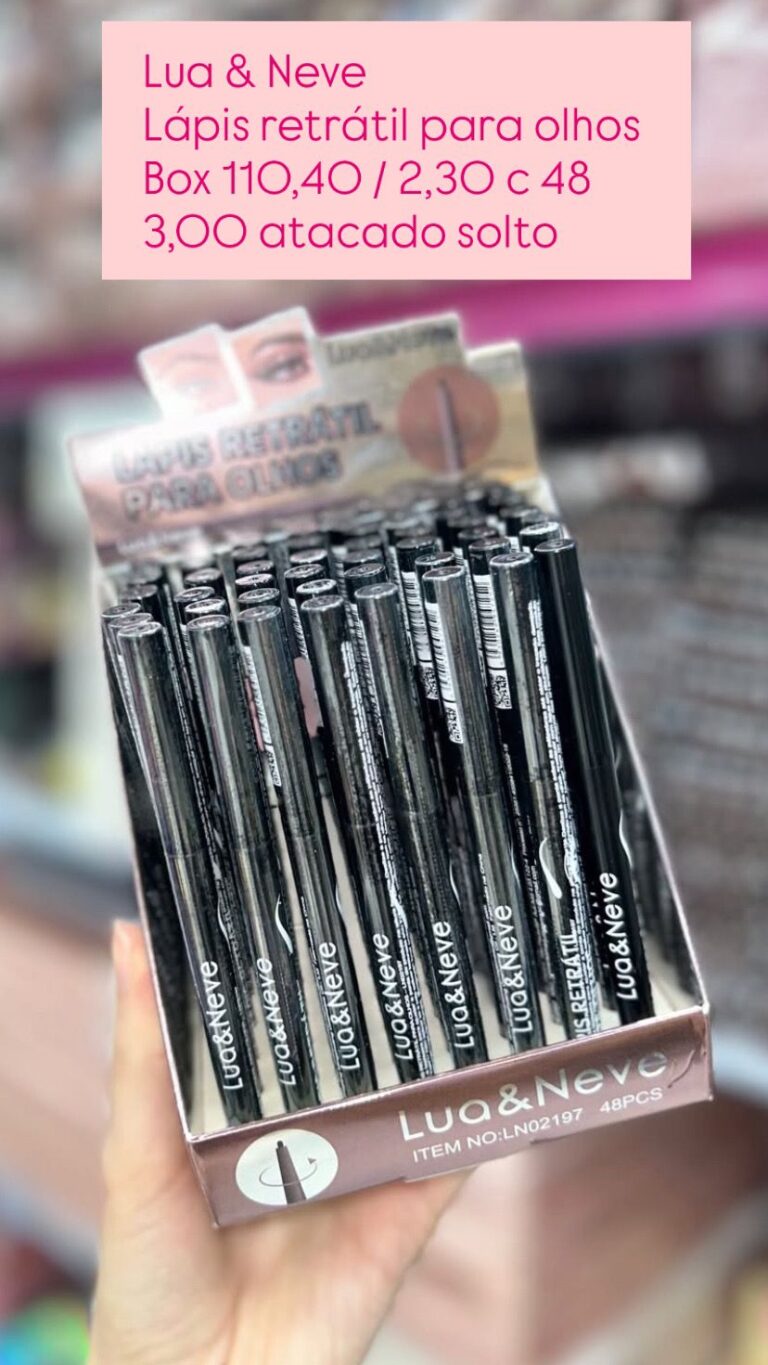 Lua & Neve
Lápis retrátil para olhos
Box 110,40 / 2,30 c 48
3,00 atacado solto
Lua&Neve
LÁPIS RETRÁTIL
PARA OLHOS
Lua&Neve
Lua&Neve
Lua&Neve
Lua&Neve
Lua&Neve
Lua&Neve
IS RETRÁTIL
Lua&Neve
Lua&Neve
ITEM NO:LN02197 48PCS